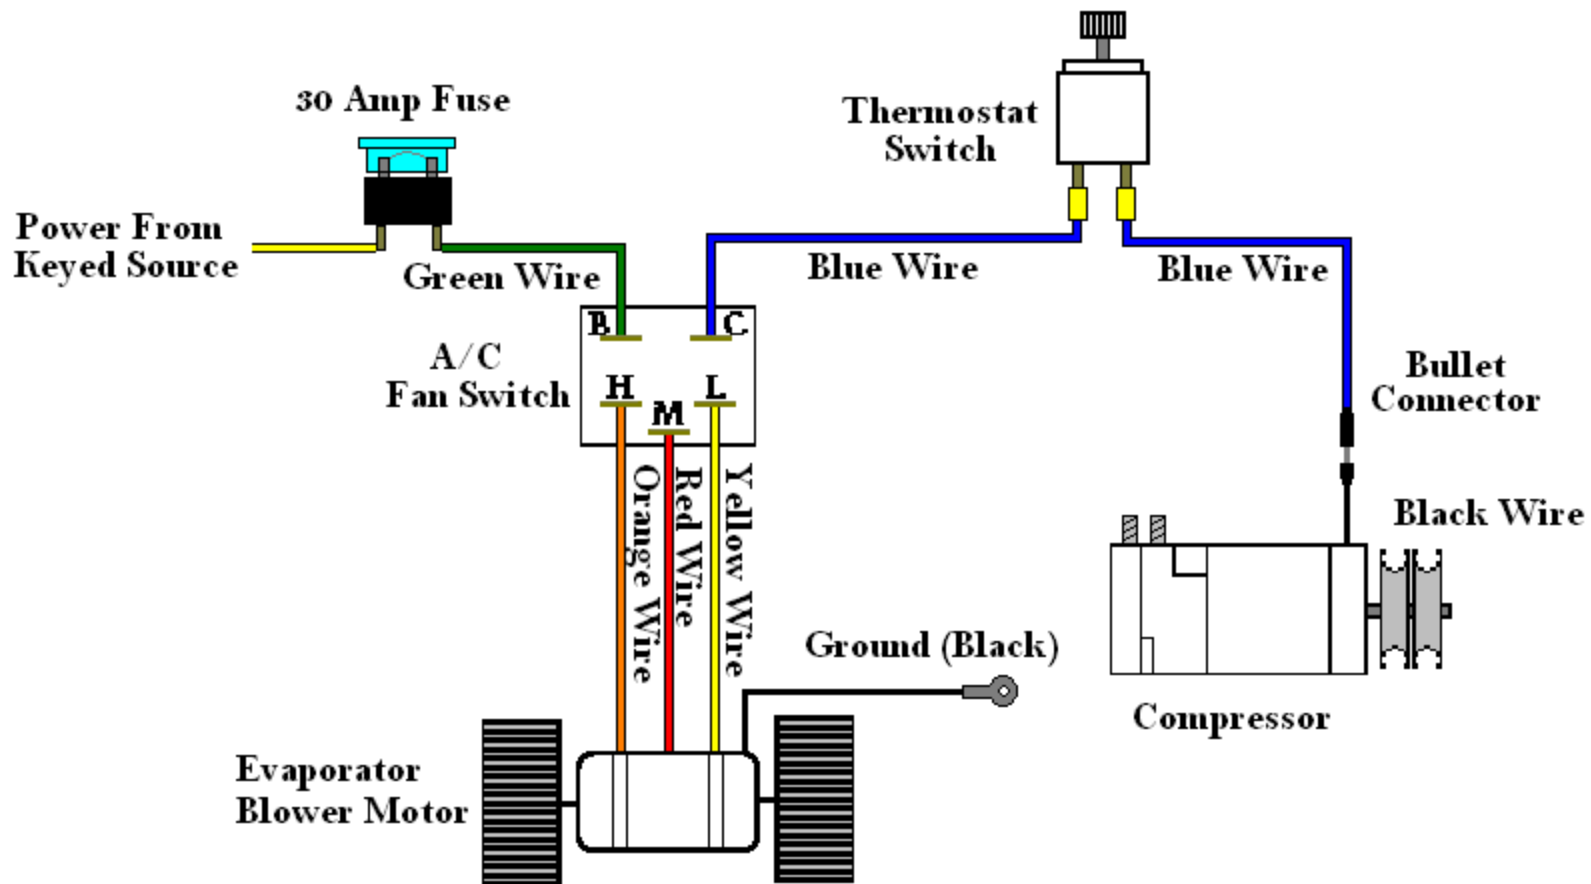 30 Amp Fuse
Thermostat
Switch
Power From
Keyed Source
Green Wire
Blue Wire
Blue Wire
B
C
A/C
Fan Switch
H
M
L
Bullet
Connector
Orange Wire
Red Wire
Yellow Wire
Black Wire
Ground (Black)
Compressor
Evaporator
Blower Motor